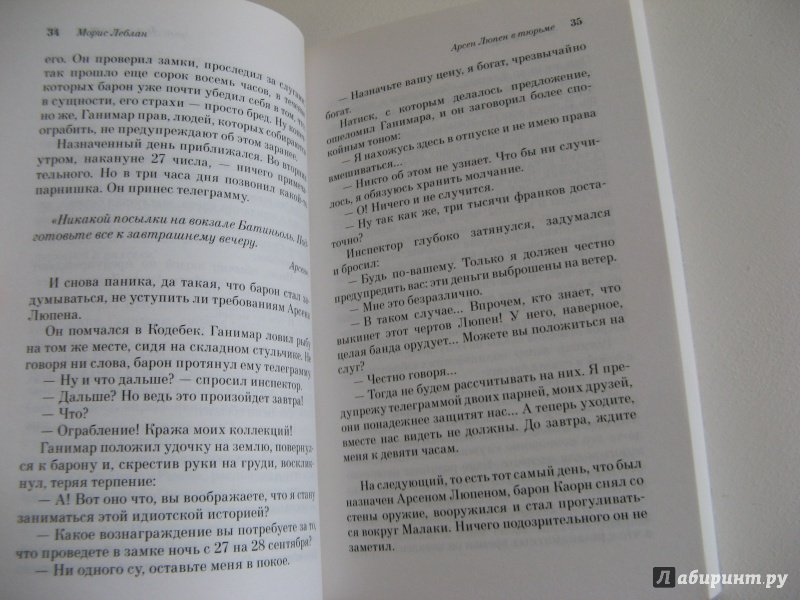 34 Морис Леблан
его. Он проверил замки, проследил за слугами,
так прошло еще сорок восемь часов, в течение
которых барон уже почти убедил себя в том, что,
в сущности, его страхи — просто бред. Ну конеч-
но же, Ганимар прав, людей, которых собираются
ограбить, не предупреждают об этом заранее.
Назначенный день приближался. Во вторник
утром, накануне 27 числа, — ничего примеча-
тельного. Но в три часа дня позвонил какой-то
парнишка. Он принес телеграмму.
«Никакой посылки на вокзале Батиньоль. Под-
готовьте все к завтрашнему вечеру.
Арсен»
И снова паника, да такая, что барон стал за-
думываться, не уступить ли требованиям Арсена
Люпена.
Он помчался в Кодебек. Ганимар ловил рыбу
на том же месте, сидя на складном стульчике. Не
говоря ни слова, барон протянул ему телеграмму.
— Ну и что дальше? — спросил инспектор.
— Дальше? Но ведь это произойдет завтра!
— Что?
— Ограбление! Кража моих коллекций!
Ганимар положил удочку на землю, повернул-
ся к барону и, скрестив руки на груди, восклик-
нул, теряя терпение:
— А! Вот оно что, вы воображаете, что я стану
заниматься этой идиотской историей?
— Какое вознаграждение вы потребуете за то,
что проведете в замке ночь с 27 на 28 сентября?
— Ни одного су, оставьте меня в покое.
Арсен Люпен в тюрьме 35
— Назначьте вашу цену, я богат, чрезвычайно
богат.
Натиск, с которым делалось предложение,
ошеломил Ганимара, и он заговорил более спо-
койным тоном:
— Я нахожусь здесь в отпуске и не имею права
вмешиваться...
— Никто об этом не узнает. Что бы ни случи-
лось, я обязуюсь хранить молчание.
— О! Ничего и не случится.
— Ну так как же, три тысячи франков доста-
точно?
Инспектор глубоко затянулся, задумался
и бросил:
— Будь по-вашему. Только я должен честно
предупредить вас: эти деньги выброшены на ветер.
— Мне это безразлично.
— В таком случае... Впрочем, кто знает, что
выкинет этот чертов Люпен! У него, наверное,
целая банда орудует... Можете вы положиться на
слуг?
— Честно говоря...
— Тогда не будем рассчитывать на них. Я пре-
дупрежу телеграммой двух парней, моих друзей,
они понадежнее защитят нас... А теперь уходите,
вместе нас видеть не должны. До завтра, ждите
меня к девяти часам.
На следующий, то есть тот самый день, что был
назначен Арсеном Люпеном, барон Каорн снял со
стены оружие, вооружился и стал прогуливать-
ся вокруг Малаки. Ничего подозрительного он не
заметил.
Лабиринт.ру